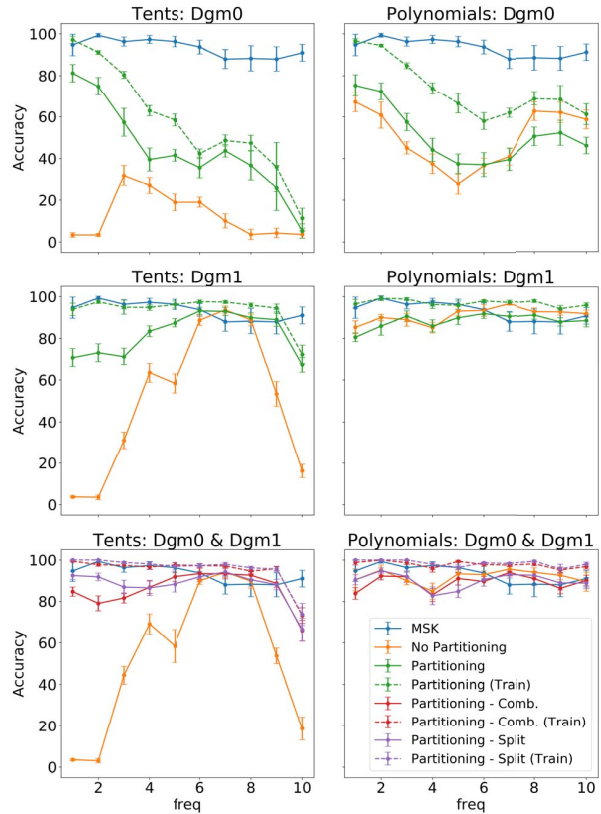 Tents: Dgm0
Polynomials: Dgm0
100
80
60
40
20
0
Accuracy
Tents: Dgm1
Polynomials: Dgm1
100
80
60
40
20
0
Accuracy
Tents: Dgm0 & Dgm1
Polynomials: Dgm0 & Dgm1
100
80
60
40
20
0
Accuracy
MSK
No Partitioning
Partitioning
Partitioning (Train)
Partitioning - Comb.
Partitioning - Comb. (Train)
Partitioning - Split
Partitioning - Split (Train)
2 4 6 8 10
2 4 6 8 10
freq
freq